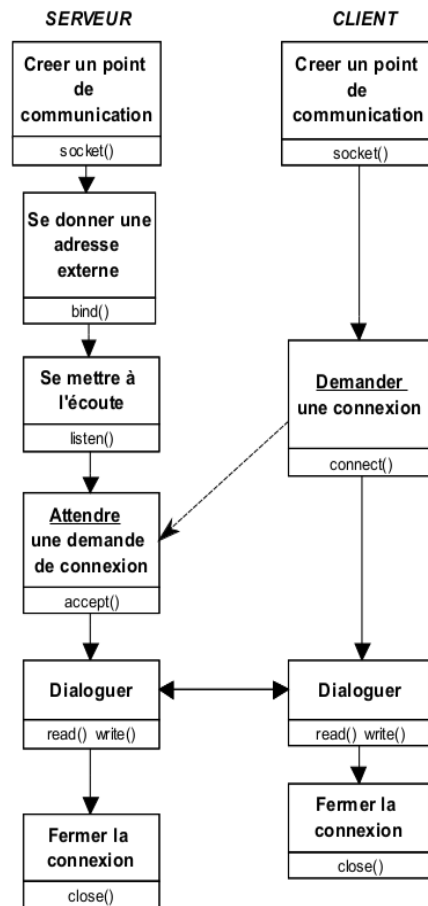 SERVEUR
Creer un point
de
communication
socket()
Se donner une
adresse
externe
bind()
Se mettre à
l'écoute
listen()
Attendre
une demande
de connexion
accept()
Dialoguer
read() write()
Fermer la
connexion
close()
CLIENT
Creer un point
de
communication
socket()
Demander
une connexion
connect()
Dialoguer
read() write()
Fermer la
connexion
close()